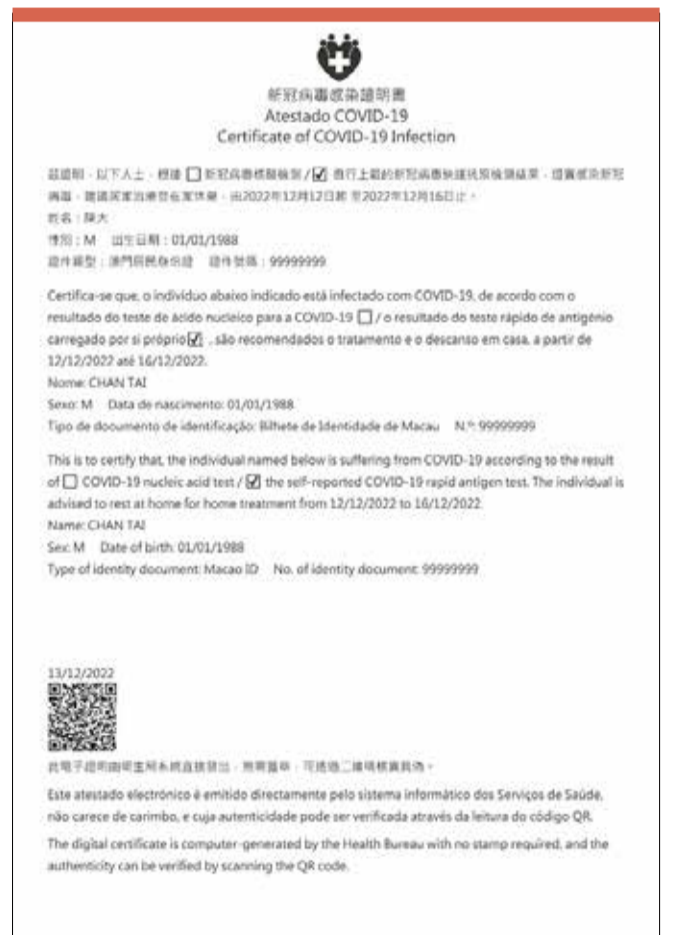 新冠病毒感染證明書
Atestado COVID-19
Certificate of COVID-19 Infection
茲證明，以下人士，根據 ☐ 新冠病毒核酸檢測 / ☑ 自行上報的新冠病毒快速抗原檢測結果，證實感染新冠
病毒，建議居家治療暨在家休息，由2022年12月12日起 至2022年12月16日止。
姓名：陳大
性別：M 出生日期：01/01/1988
證件類型：澳門居民身份證 證件號碼：99999999
Certifica-se que, o indivíduo abaixo indicado está infectado com COVID-19, de acordo com o
resultado do teste de ácido nucleico para a COVID-19 ☐ / o resultado do teste rápido de antigénio
carregado por si próprio ☑ , são recomendados o tratamento e o descanso em casa, a partir de
12/12/2022 até 16/12/2022.
Nome: CHAN TAI
Sexo: M Data de nascimento: 01/01/1988
Tipo de documento de identificação: Bilhete de Identidade de Macau N.º: 99999999
This is to certify that, the individual named below is suffering from COVID-19 according to the result
of ☐ COVID-19 nucleic acid test / ☑ the self-reported COVID-19 rapid antigen test. The individual is
advised to rest at home for home treatment from 12/12/2022 to 16/12/2022.
Name: CHAN TAI
Sex: M Date of birth: 01/01/1988
Type of identity document: Macao ID No. of identity document: 99999999
13/12/2022
此電子證明由衛生局系統直接發出，無需蓋章，可透過二維碼核實真偽。
Este atestado electrónico é emitido directamente pelo sistema informático dos Serviços de Saúde,
não carece de carimbo, e cuja autenticidade pode ser verificada através da leitura do código QR.
The digital certificate is computer-generated by the Health Bureau with no stamp required, and the
authenticity can be verified by scanning the QR code.